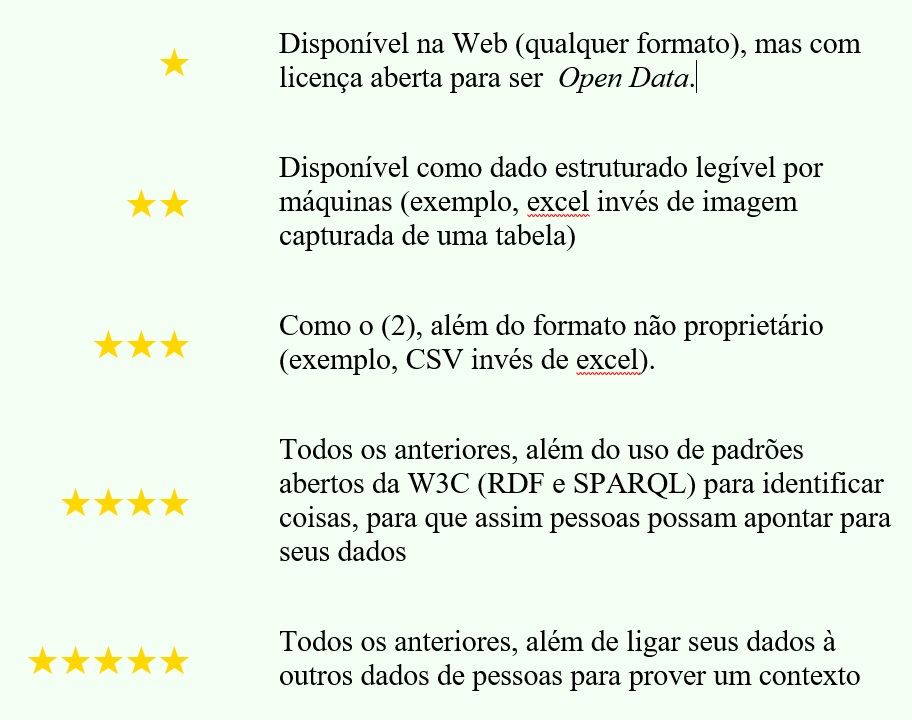 Disponível na Web (qualquer formato), mas com
licença aberta para ser  Open Data.
Disponível como dado estruturado legível por
máquinas (exemplo, excel invés de imagem
capturada de uma tabela)
Como o (2), além do formato não proprietário
(exemplo, CSV invés de excel).
Todos os anteriores, além do uso de padrões
abertos da W3C (RDF e SPARQL) para identificar
coisas, para que assim pessoas possam apontar para
seus dados
Todos os anteriores, além de ligar seus dados à
outros dados de pessoas para prover um contexto